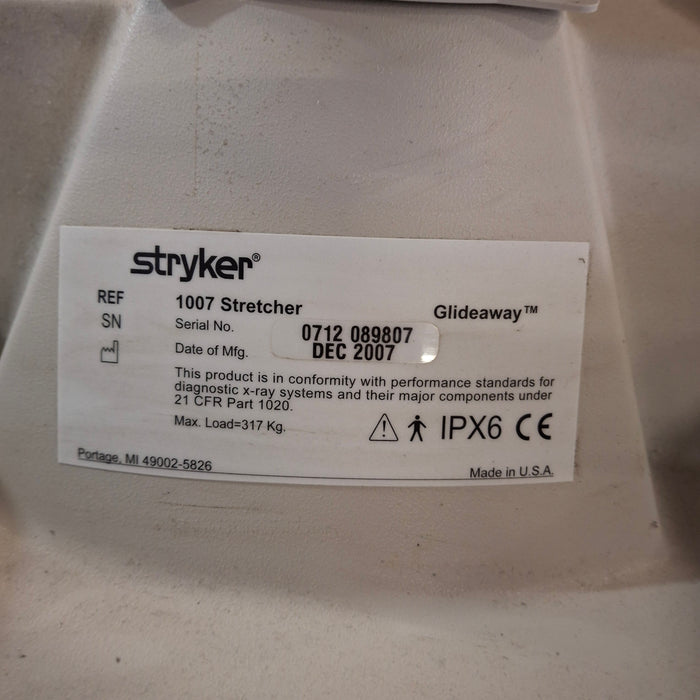 stryker®
REF 1007 Stretcher Glideaway™
SN Serial No. 0712 089807
Date of Mfg. DEC 2007
This product is in conformity with performance standards for
diagnostic x-ray systems and their major components under
21 CFR Part 1020.
Max. Load=317 Kg. IPX6 CE
Portage, MI 49002-5826 Made in U.S.A.